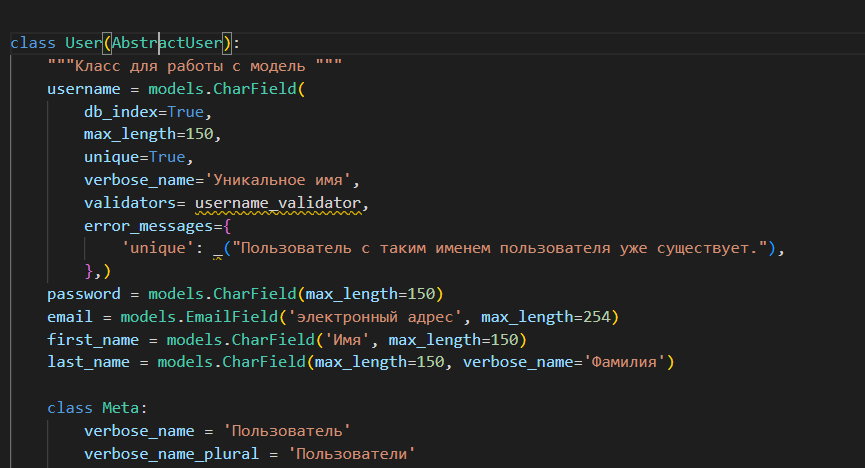 class User(AbstractUser):
    """Класс для работы с модель """
    username = models.CharField(
        db_index=True,
        max_length=150,
        unique=True,
        verbose_name='Уникальное имя',
        validators= username_validator,
        error_messages={
            'unique': _("Пользователь с таким именем пользователя уже существует."),
        },)
    password = models.CharField(max_length=150)
    email = models.EmailField('электронный адрес', max_length=254)
    first_name = models.CharField('Имя', max_length=150)
    last_name = models.CharField(max_length=150, verbose_name='Фамилия')

    class Meta:
        verbose_name = 'Пользователь'
        verbose_name_plural = 'Пользователи'